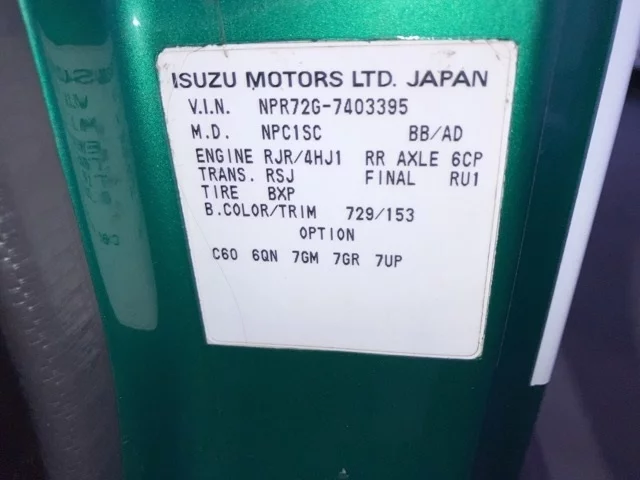 ISUZU MOTORS LTD. JAPAN
V.I.N. NPR72G-7403395
M.D. NPC1SC BB/AD
ENGINE RJR/4HJ1 RR AXLE 6CP
TRANS. RSJ FINAL RU1
TIRE BXP
B.COLOR/TRIM 729/153
OPTION
C60 6QN 7GM 7GR 7UP